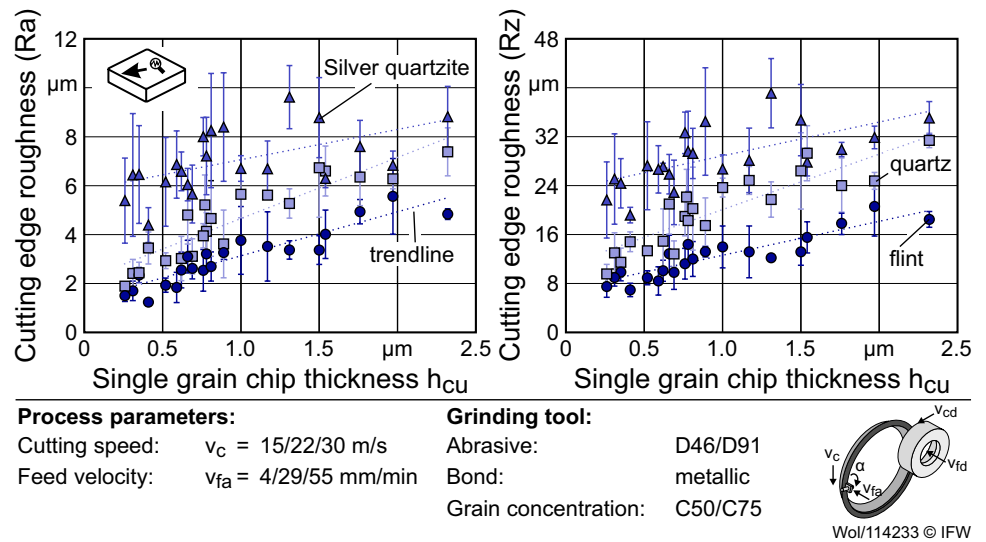 Cutting edge roughness (Ra)
12
µm
8
6
4
2
0
Silver quartzite
trendline
0
0.5
1.0
1.5
µm
2.5
Single grain chip thickness hcu
Cutting edge roughness (Rz)
48
µm
32
24
16
8
0
quartz
flint
0
0.5
1.0
1.5
µm
2.5
Single grain chip thickness hcu
Process parameters:
Cutting speed: vc = 15/22/30 m/s
Feed velocity: vfa = 4/29/55 mm/min
Grinding tool:
Abrasive: D46/D91
Bond: metallic
Grain concentration: C50/C75
vcd
vc
α
vfa
vfd
Wol/114233 © IFW